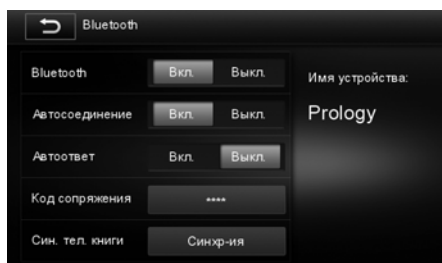 Bluetooth
Bluetooth Вкл. Выкл.
Автосоединение Вкл. Выкл.
Автоответ Вкл. Выкл.
Код сопряжения ****
Син. тел. книги Синхр-ия
Имя устройства:
Prology